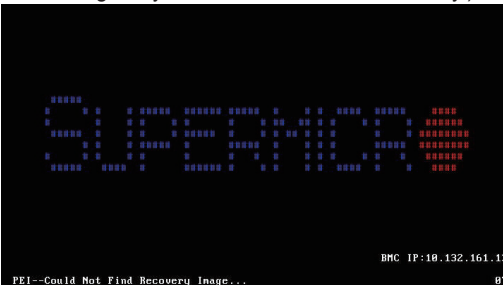 SUPERMICRO
BMC IP:10.132.161.1
PEI--Could Not Find Recovery Image...